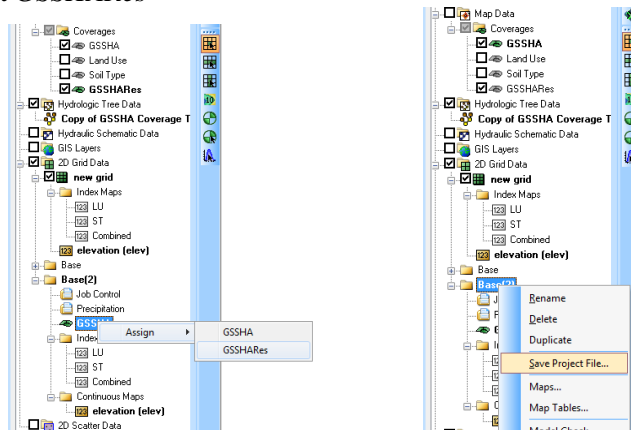 Coverages
GSSHA
Land Use
Soil Type
GSSHARes
Hydrologic Tree Data
Copy of GSSHA Coverage T
Hydraulic Schematic Data
GIS Layers
2D Grid Data
new grid
Index Maps
LU
ST
Combined
elevation (elev)
Base
Base(2)
Job Control
Precipitation
GSSH
Assign
GSSHA
GSSHARes
Index
LU
ST
Combined
Continuous Maps
elevation (elev)
2D Scatter Data
Map Data
Coverages
GSSHA
Land Use
Soil Type
GSSHARes
Hydrologic Tree Data
Copy of GSSHA Coverage T
Hydraulic Schematic Data
GIS Layers
2D Grid Data
new grid
Index Maps
LU
ST
Combined
elevation (elev)
Base
Base(2)
Rename
Delete
Duplicate
Save Project File...
Maps...
Map Tables...
Model Check